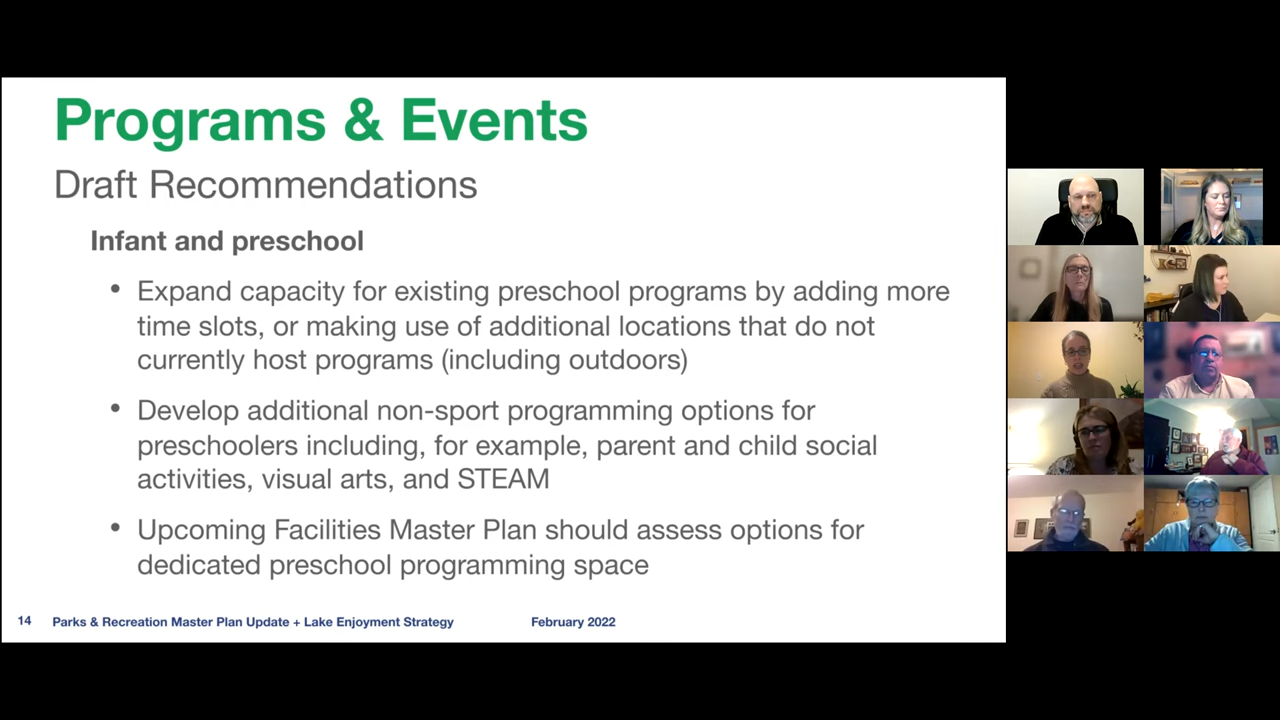 Programs & Events
Draft Recommendations
Infant and preschool
• Expand capacity for existing preschool programs by adding more
time slots, or making use of additional locations that do not
currently host programs (including outdoors)
• Develop additional non-sport programming options for
preschoolers including, for example, parent and child social
activities, visual arts, and STEAM
• Upcoming Facilities Master Plan should assess options for
dedicated preschool programming space
14 Parks & Recreation Master Plan Update + Lake Enjoyment Strategy February 2022